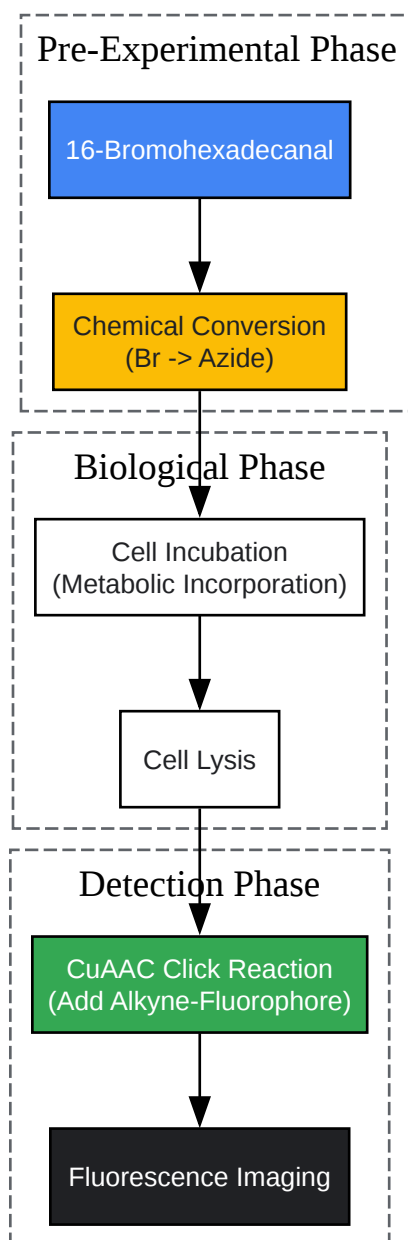 Pre-Experimental Phase
16-Bromohexadecanal
Chemical Conversion
(Br -> Azide)
Biological Phase
Cell Incubation
(Metabolic Incorporation)
Cell Lysis
Detection Phase
CuAAC Click Reaction
(Add Alkyne-Fluorophore)
Fluorescence Imaging